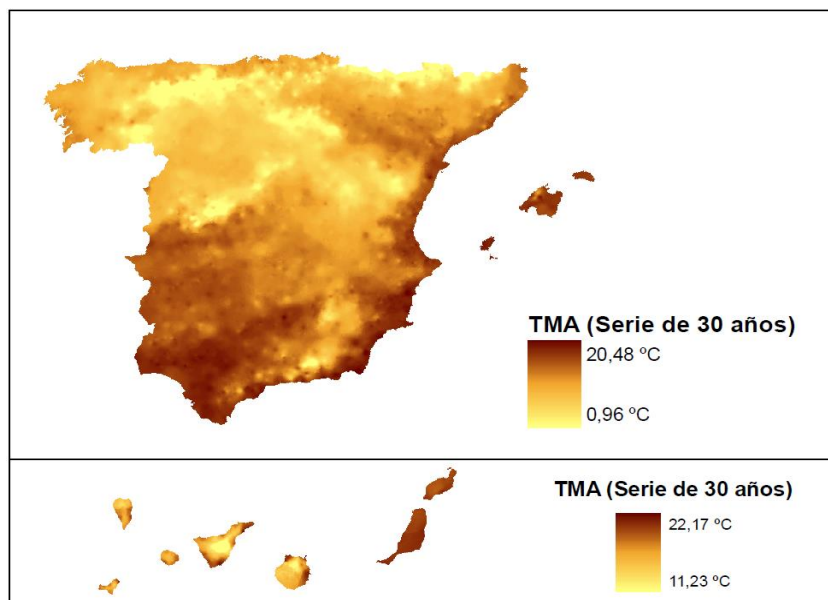 TMA (Serie de 30 años)
20,48 ºC
0,96 ºC
TMA (Serie de 30 años)
22,17 ºC
11,23 ºC